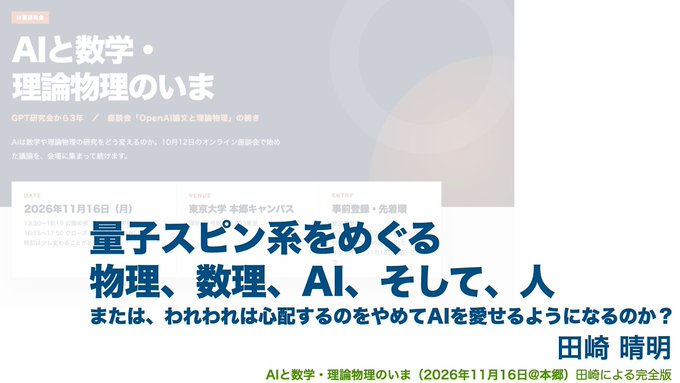 対面研究会
AIと数学・
理論物理のいま
GPT研究会から3年 ／ 座談会「OpenAI論文と理論物理」の続き
AIは数学や理論物理の研究をどう変えるのか。10月12日のオンライン座談会で始め
た議論を、会場に集まって続けます。
DATE
2026年11月16日（月）
VENUE
東京大学 本郷キャンパス
ENTRY
事前登録・先着順
量子スピン系をめぐる
物理、数理、AI、そして、人
または、われわれは心配するのをやめてAIを愛せるようになるのか？
田崎 晴明
AIと数学・理論物理のいま（2026年11月16日@本郷）田崎による完全版